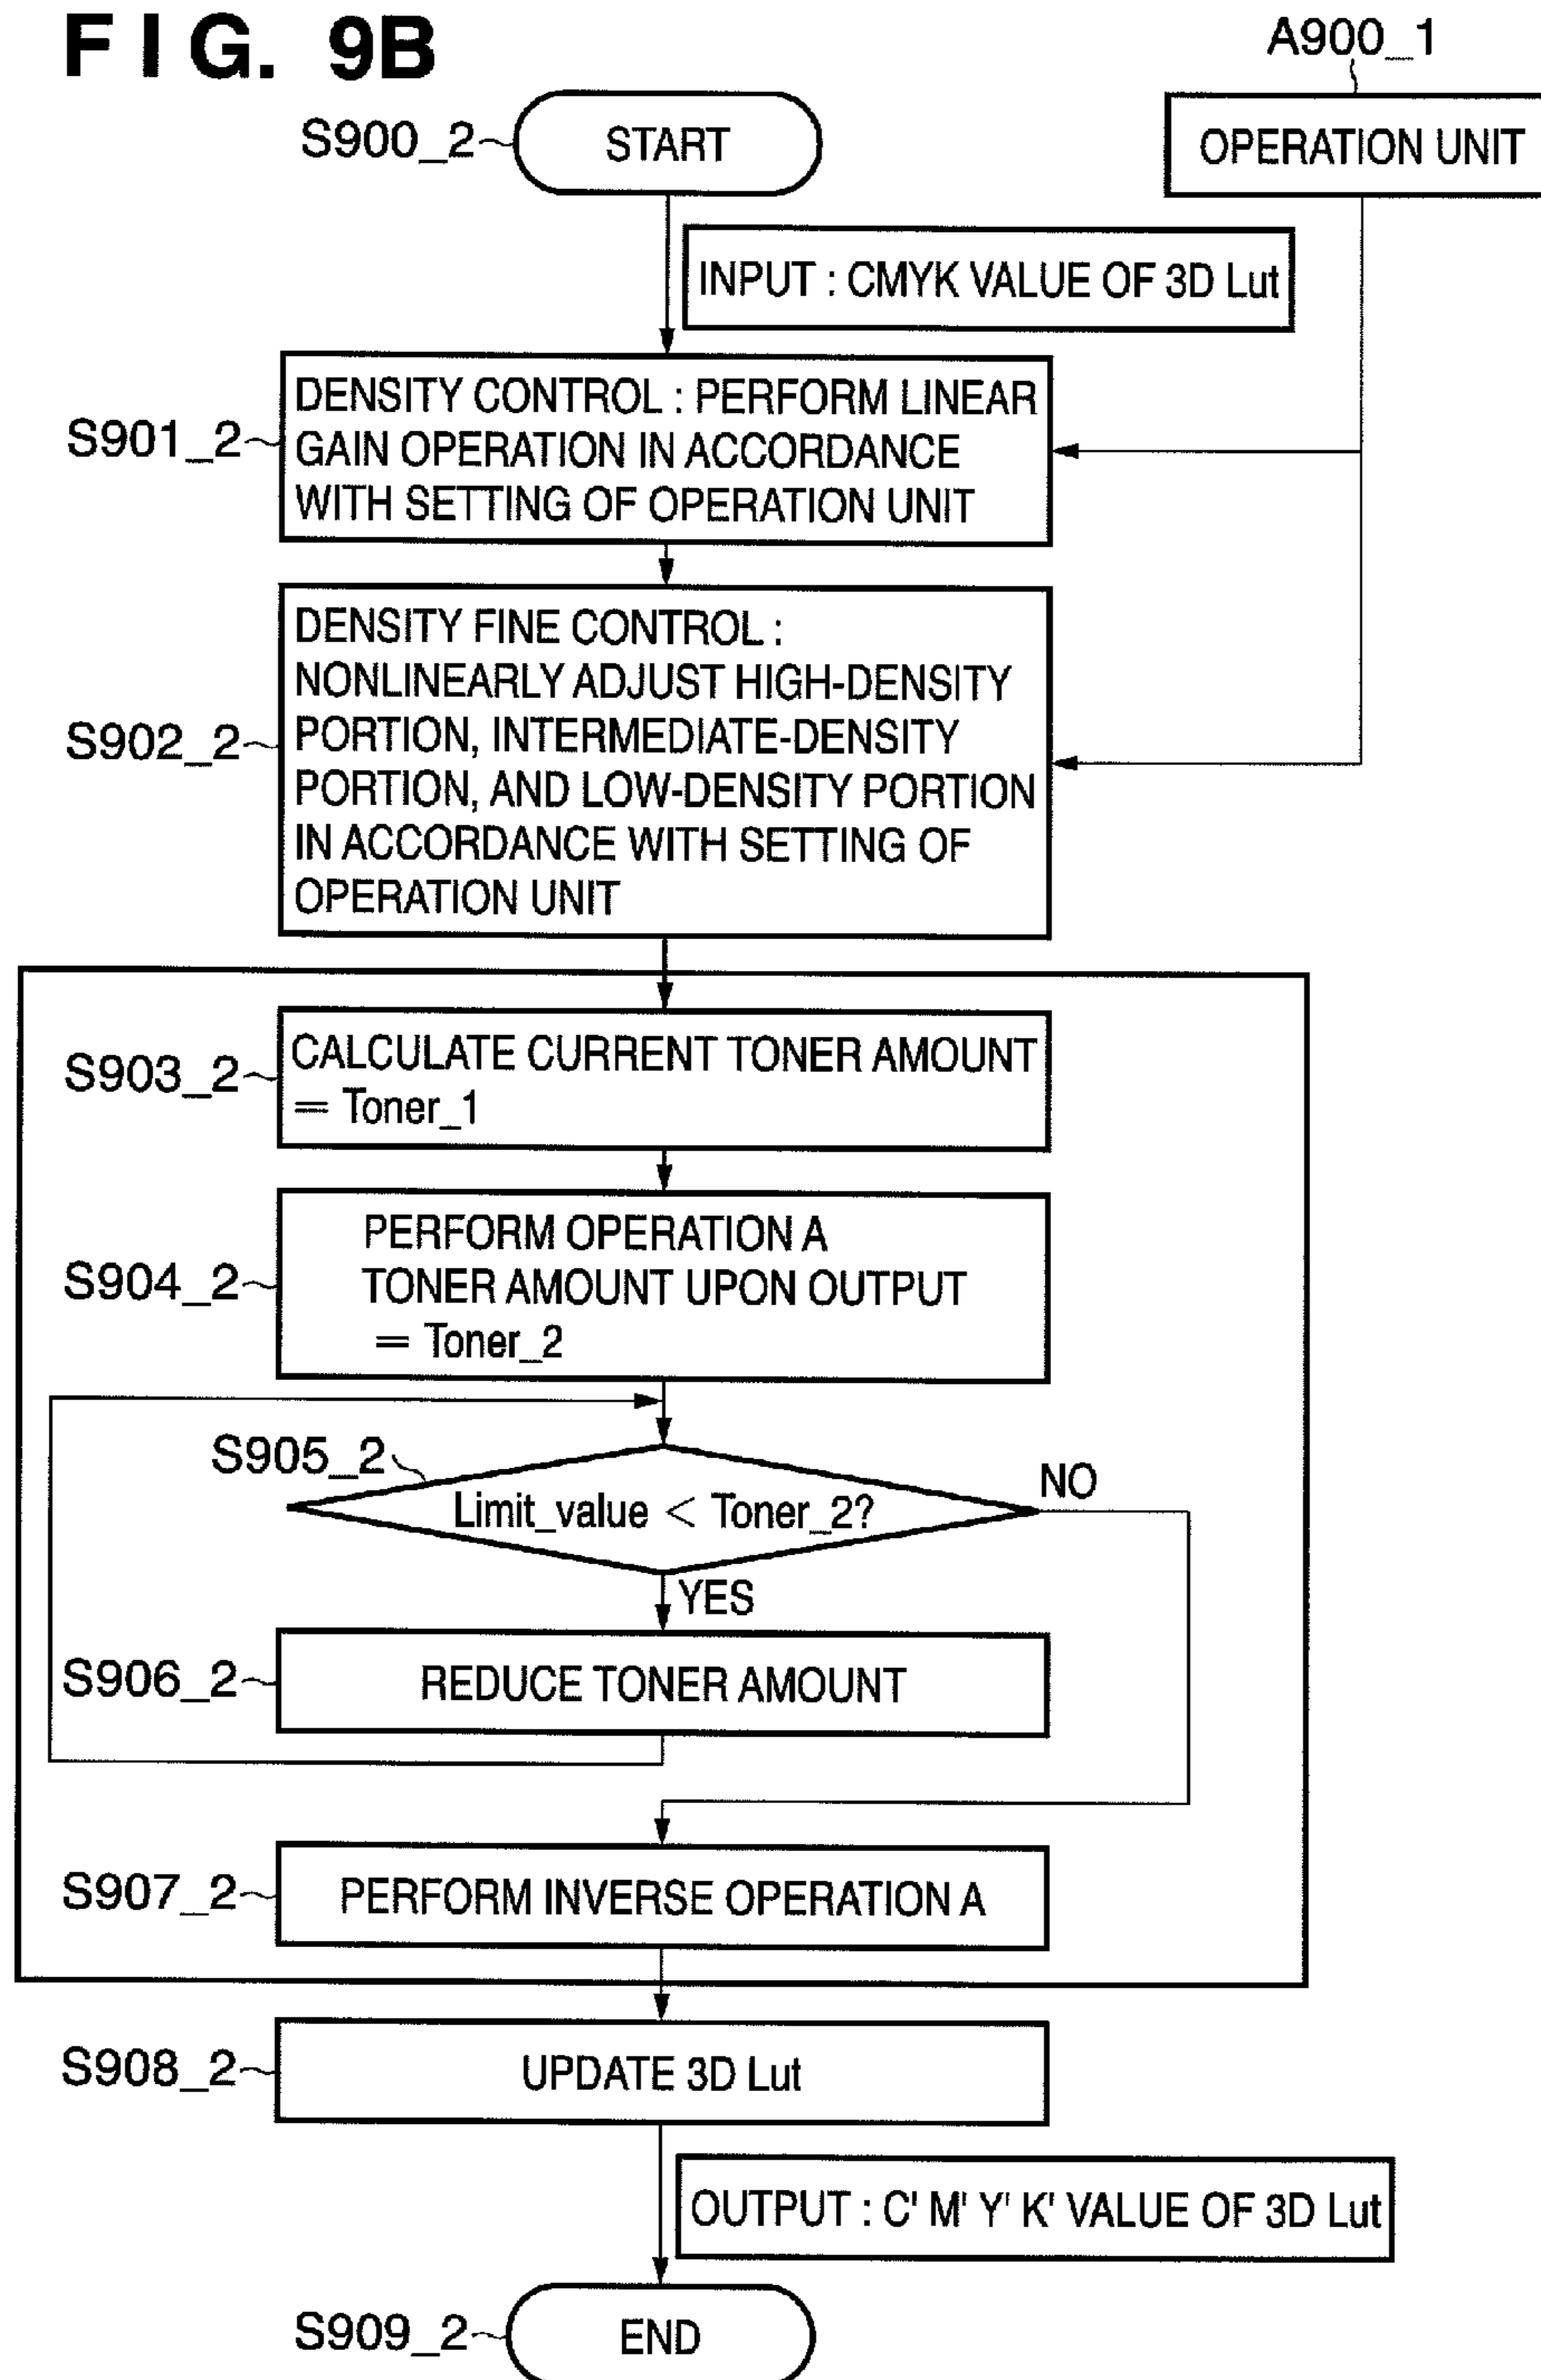 FIG. 9B
A900_1
OPERATION UNIT
S900_2
START
INPUT : CMYK VALUE OF 3D Lut
S901_2
DENSITY CONTROL : PERFORM LINEAR
GAIN OPERATION IN ACCORDANCE
WITH SETTING OF OPERATION UNIT
S902_2
DENSITY FINE CONTROL :
NONLINEARLY ADJUST HIGH-DENSITY
PORTION, INTERMEDIATE-DENSITY
PORTION, AND LOW-DENSITY PORTION
IN ACCORDANCE WITH SETTING OF
OPERATION UNIT
S903_2
CALCULATE CURRENT TONER AMOUNT
= Toner_1
S904_2
PERFORM OPERATION A
TONER AMOUNT UPON OUTPUT
= Toner_2
S905_2
Limit_value < Toner_2?
NO
YES
S906_2
REDUCE TONER AMOUNT
S907_2
PERFORM INVERSE OPERATION A
S908_2
UPDATE 3D Lut
OUTPUT : C' M' Y' K' VALUE OF 3D Lut
S909_2
END